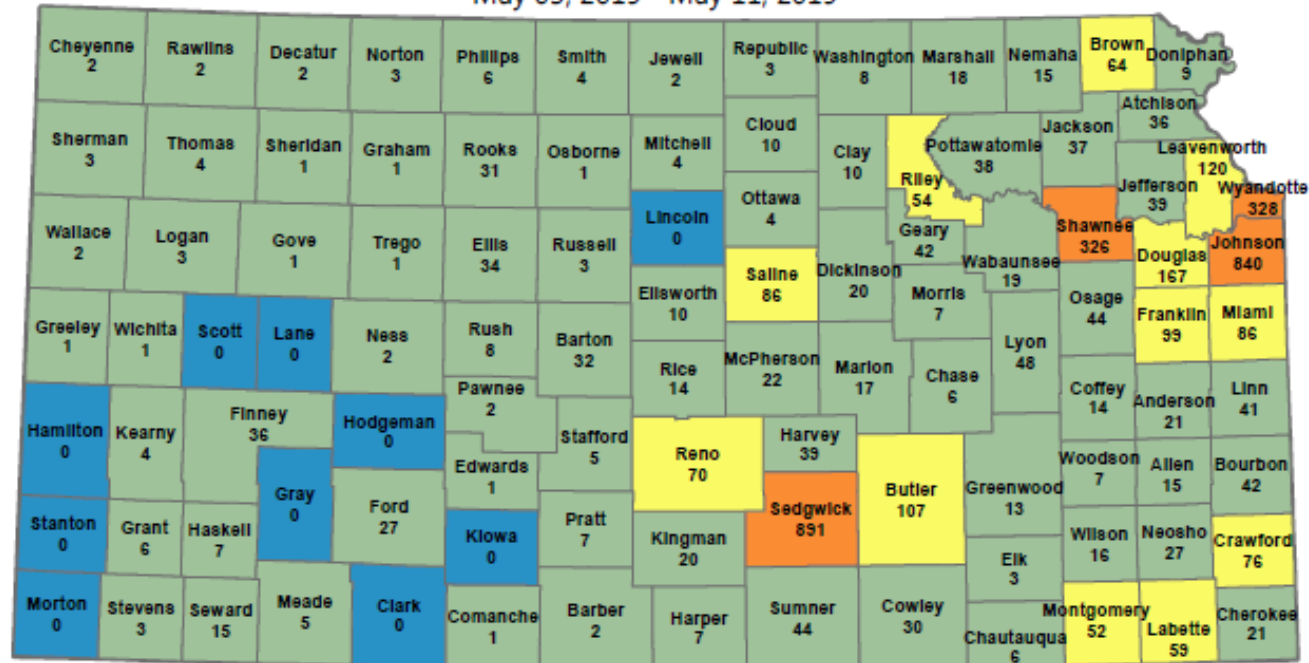 May 05, 2019 - May 11, 2019
Cheyenne
2
Rawlins
2
Decatur
2
Norton
3
Phillips
6
Smith
4
Jewell
2
Republic
3
Washington
8
Marshall
18
Nemaha
15
Brown
64
Doniphan
9
Sherman
3
Thomas
4
Sheridan
1
Graham
1
Rooks
31
Osborne
1
Mitchell
4
Cloud
10
Clay
10
Riley
54
Pottawatomie
38
Jackson
37
Atchison
36
Leavenworth
120
Jefferson
39
Wyandotte
328
Wallace
2
Logan
3
Gove
1
Trego
1
Ellis
34
Russell
3
Lincoln
0
Ottawa
4
Saline
86
Dickinson
20
Geary
42
Wabaunsee
19
Shawnee
326
Douglas
167
Johnson
840
Greeley
1
Wichita
1
Scott
0
Lane
0
Ness
2
Rush
8
Barton
32
Ellsworth
10
Rice
14
McPherson
22
Marion
17
Morris
7
Chase
6
Lyon
48
Osage
44
Franklin
99
Miami
86
Hamilton
0
Kearny
4
Finney
36
Hodgeman
0
Pawnee
2
Stafford
5
Edwards
1
Reno
70
Harvey
39
Butler
107
Greenwood
13
Coffey
14
Anderson
21
Linn
41
Woodson
7
Allen
15
Bourbon
42
Stanton
0
Grant
6
Haskell
7
Gray
0
Ford
27
Kiowa
0
Pratt
7
Kingman
20
Sedgwick
891
Elk
3
Wilson
16
Neosho
27
Crawford
76
Morton
0
Stevens
3
Seward
15
Meade
5
Clark
0
Comanche
1
Barber
2
Harper
7
Sumner
44
Cowley
30
Chautauqua
6
Montgomery
52
Labette
59
Cherokee
21